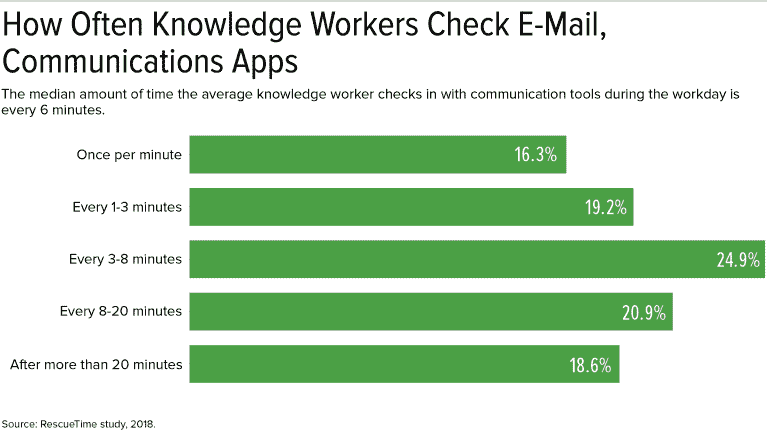 How Often Knowledge Workers Check E-Mail,
Communications Apps
The median amount of time the average knowledge worker checks in with communication tools during the workday is
every 6 minutes.
Once per minute 16.3%
Every 1-3 minutes 19.2%
Every 3-8 minutes 24.9%
Every 8-20 minutes 20.9%
After more than 20 minutes 18.6%
Source: RescueTime study, 2018.